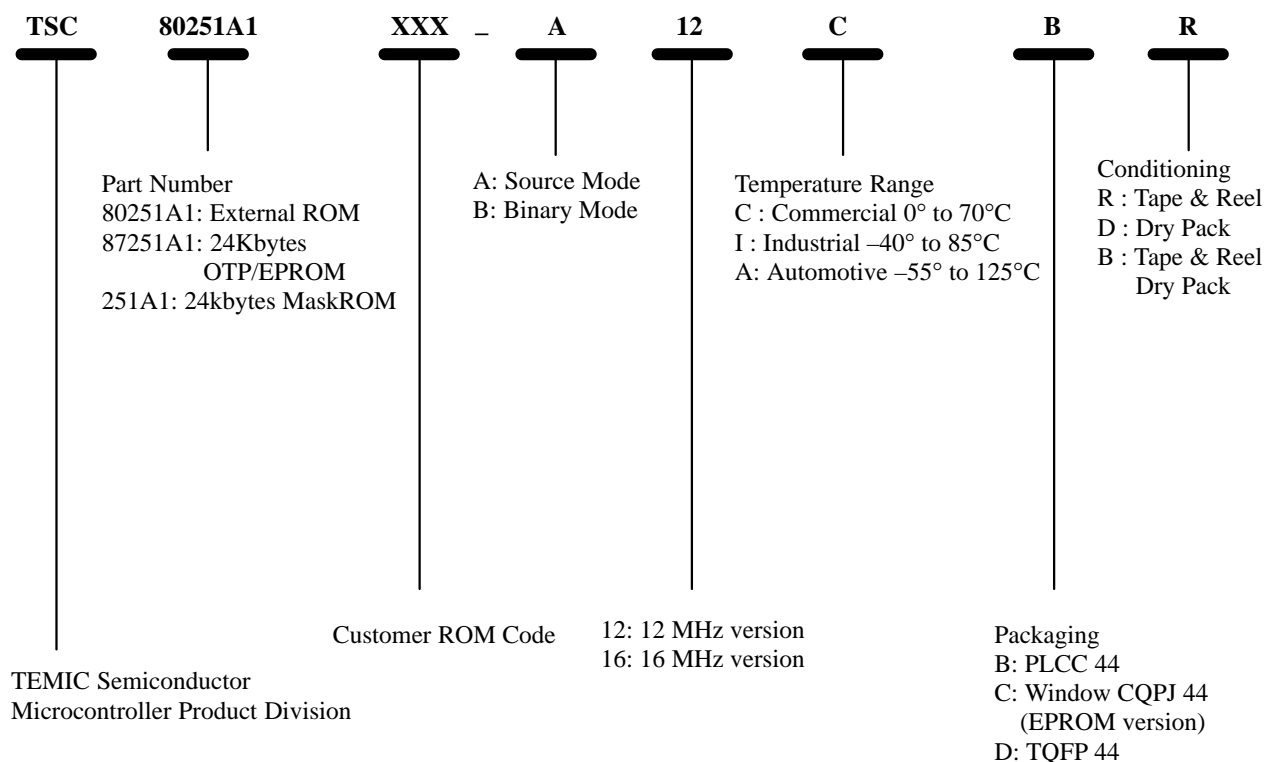 TSC 80251A1 XXX _ A 12 C B R
Part Number
80251A1: External ROM
87251A1: 24Kbytes
OTP/EPROM
251A1: 24kbytes MaskROM
A: Source Mode
B: Binary Mode
Temperature Range
C : Commercial 0° to 70°C
I : Industrial –40° to 85°C
A: Automotive –55° to 125°C
Conditioning
R : Tape & Reel
D : Dry Pack
B : Tape & Reel
Dry Pack
TEMIC Semiconductor
Microcontroller Product Division
Customer ROM Code
12: 12 MHz version
16: 16 MHz version
Packaging
B: PLCC 44
C: Window CQPJ 44
(EPROM version)
D: TQFP 44